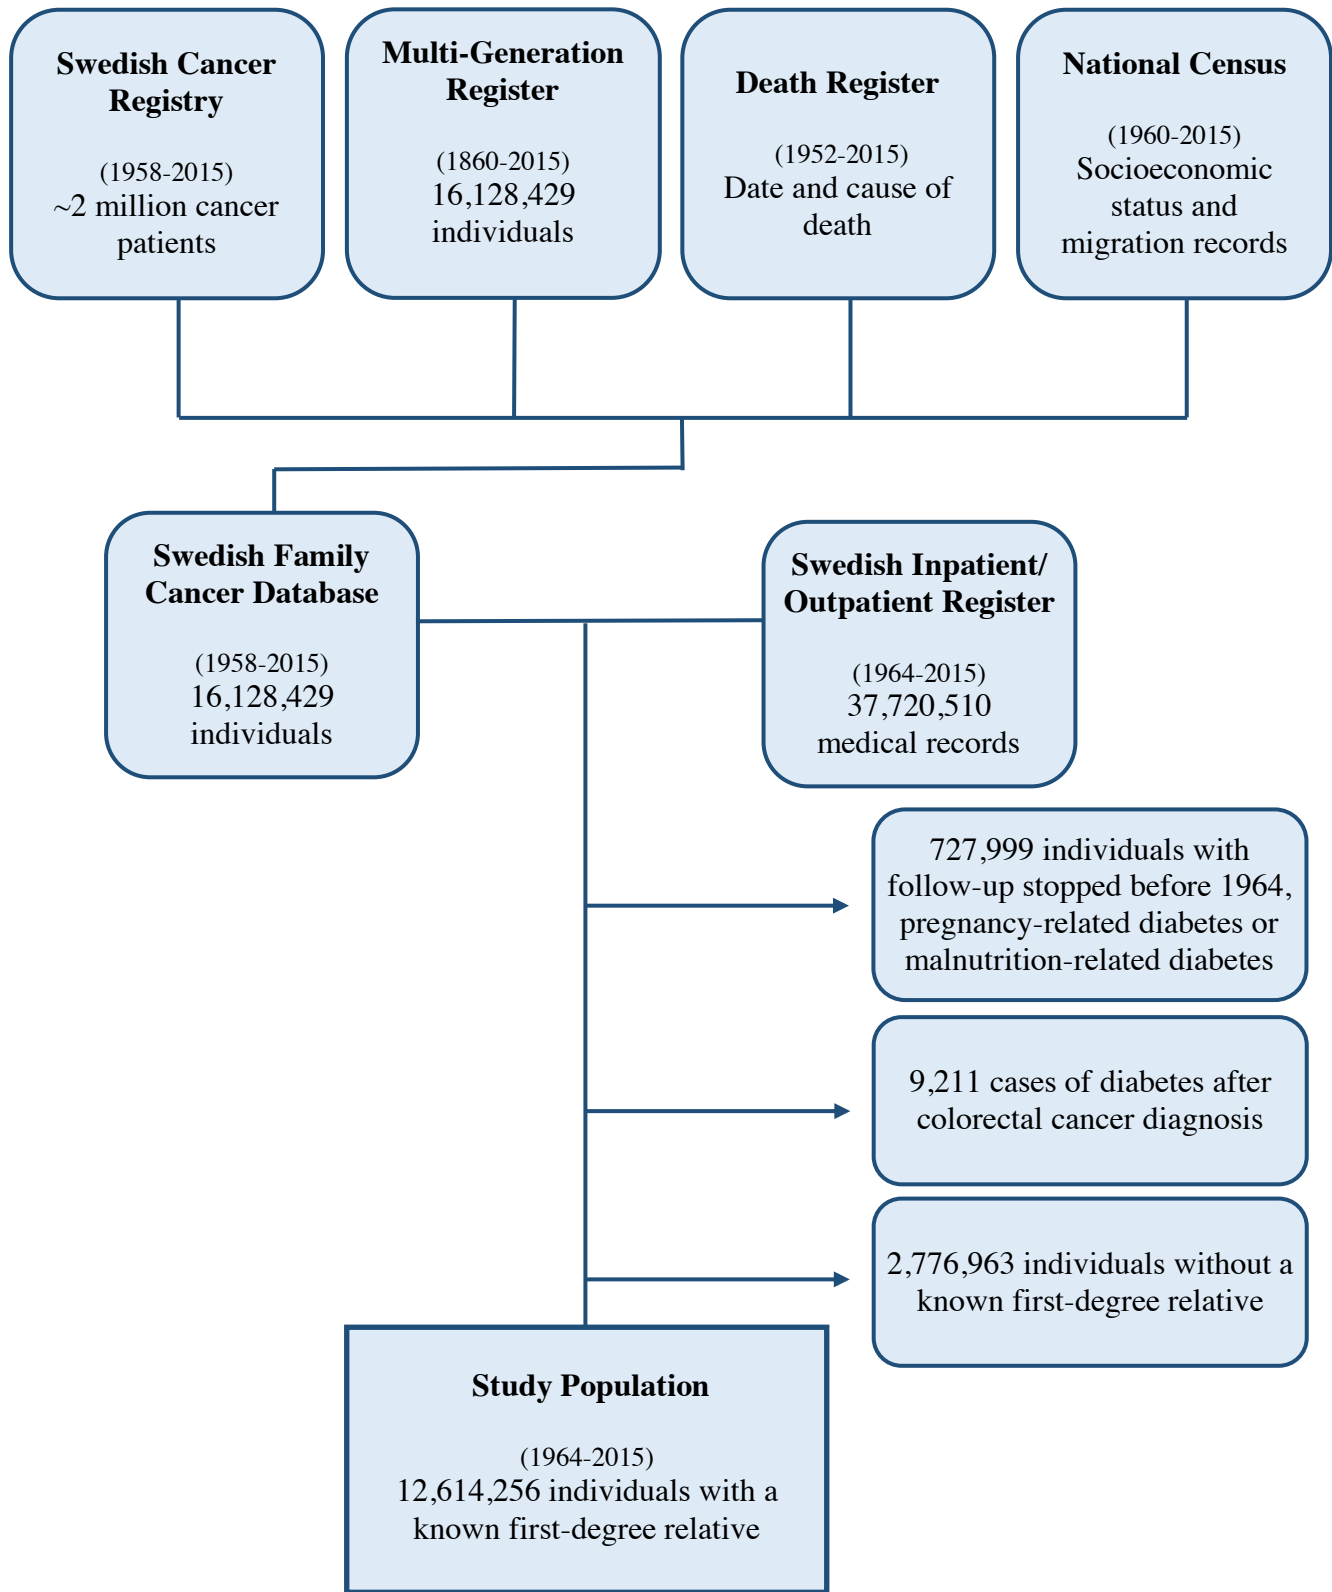 Swedish Cancer
Registry
(1958-2015)
~2 million cancer
patients
Multi-Generation
Register
(1860-2015)
16,128,429
individuals
Death Register
(1952-2015)
Date and cause of
death
National Census
(1960-2015)
Socioeconomic
status and
migration records
Swedish Family
Cancer Database
(1958-2015)
16,128,429
individuals
Swedish Inpatient/
Outpatient Register
(1964-2015)
37,720,510
medical records
727,999 individuals with
follow-up stopped before 1964,
pregnancy-related diabetes or
malnutrition-related diabetes
9,211 cases of diabetes after
colorectal cancer diagnosis
2,776,963 individuals without a
known first-degree relative
Study Population
(1964-2015)
12,614,256 individuals with a
known first-degree relative